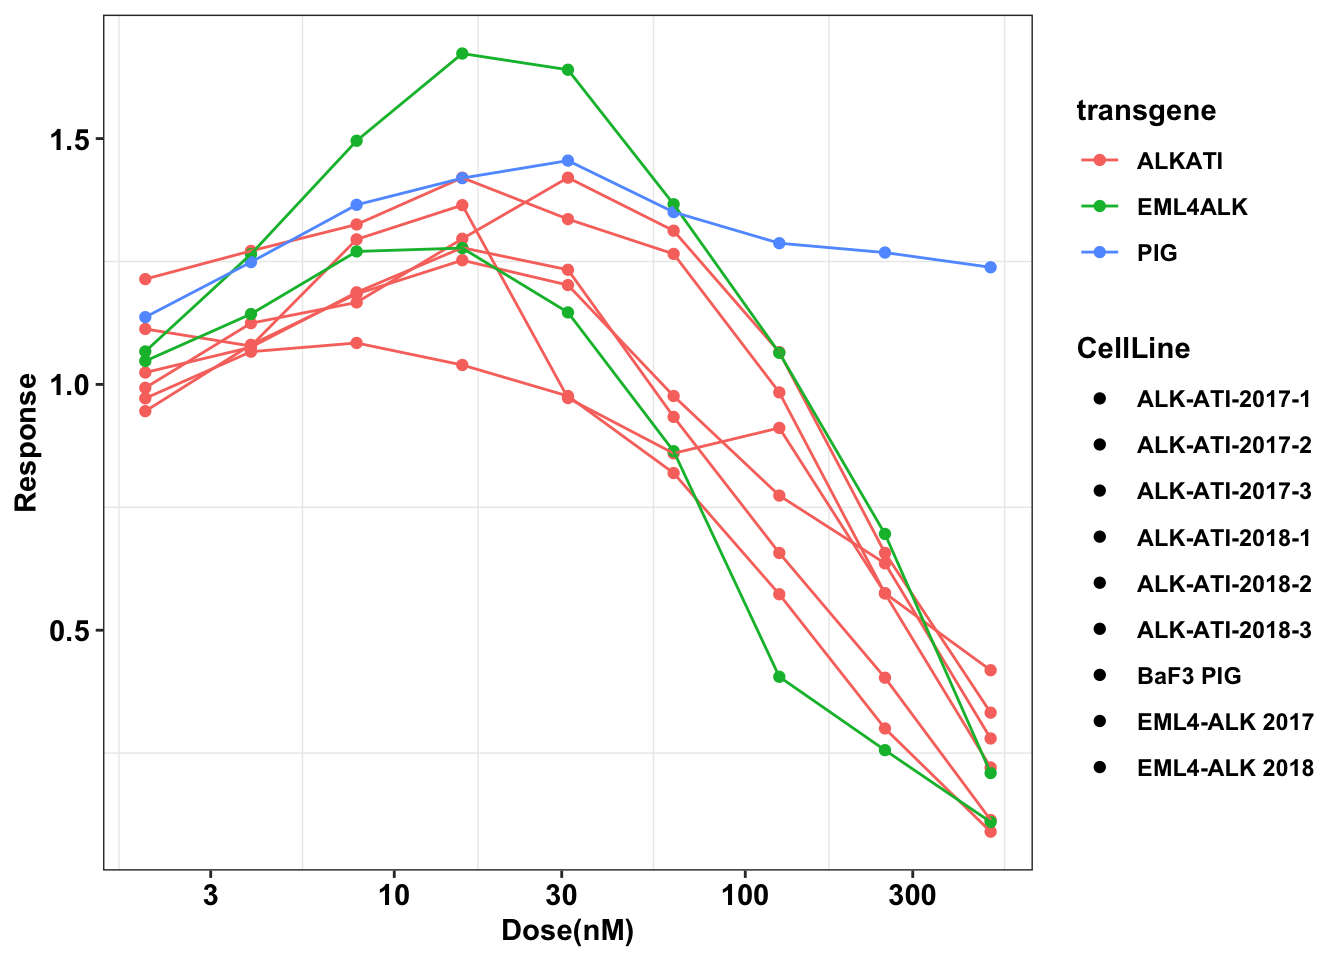 1.5
1.0
0.5
Response
3 10 30 100 300
Dose(nM)
transgene
ALKATI
EML4ALK
PIG
CellLine
ALK-ATI-2017-1
ALK-ATI-2017-2
ALK-ATI-2017-3
ALK-ATI-2018-1
ALK-ATI-2018-2
ALK-ATI-2018-3
BaF3 PIG
EML4-ALK 2017
EML4-ALK 2018